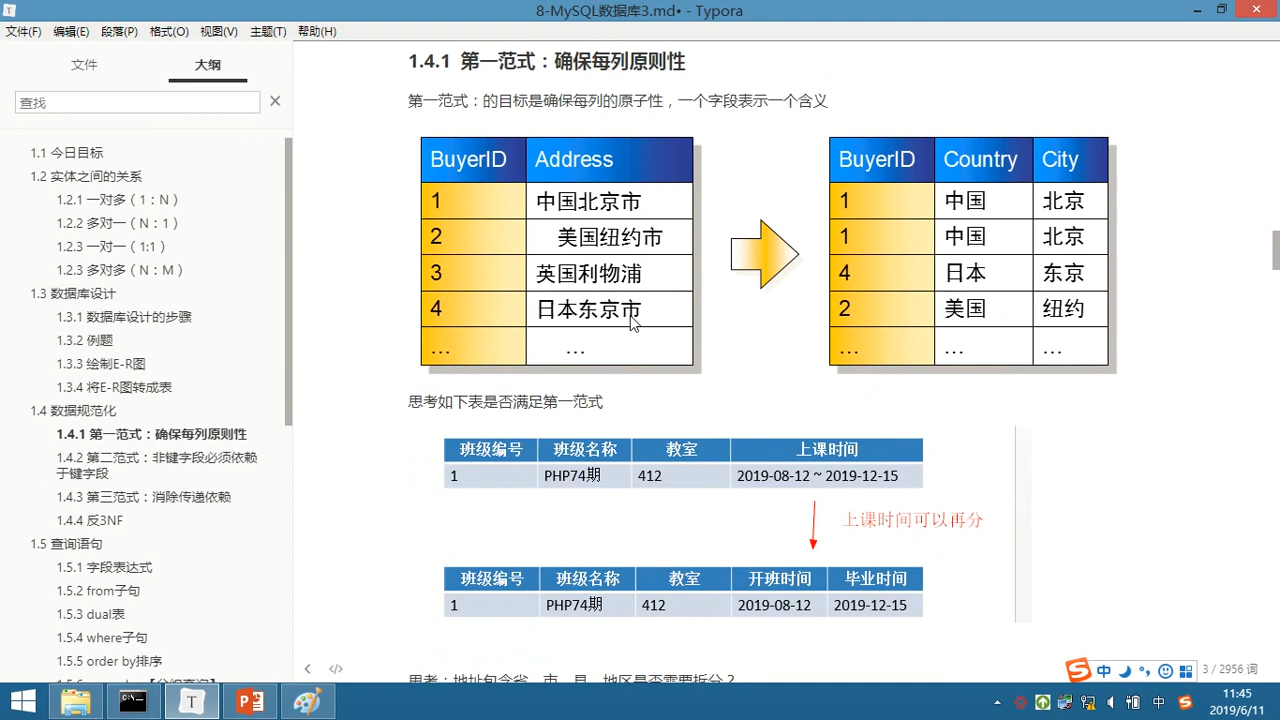 8-MySQL数据库3.md• - Typora
文件(F) 编辑(E) 段落(P) 格式(O) 视图(V) 主题(T) 帮助(H)
文件 大纲
查找
1.1 今日目标
1.2 实体之间的关系
1.2.1 一对多（1：N）
1.2.2 多对一（N：1）
1.2.3 一对一（1:1）
1.2.3 多对多（N：M）
1.3 数据库设计
1.3.1 数据库设计的步骤
1.3.2 例题
1.3.3 绘制E-R图
1.3.4 将E-R图转成表
1.4 数据规范化
1.4.1 第一范式：确保每列原则性
1.4.2 第二范式：非键字段必须依赖
于键字段
1.4.3 第三范式：消除传递依赖
1.4.4 反3NF
1.5 查询语句
1.5.1 字段表达式
1.5.2 from子句
1.5.3 dual表
1.5.4 where子句
1.5.5 order by排序
1.4.1 第一范式：确保每列原则性
第一范式：的目标是确保每列的原子性，一个字段表示一个含义
BuyerID Address
1 中国北京市
2 美国纽约市
3 英国利物浦
4 日本东京市
… …
BuyerID Country City
1 中国 北京
1 中国 北京
4 日本 东京
2 美国 纽约
… … …
思考如下表是否满足第一范式
班级编号 班级名称 教室 上课时间
1 PHP74期 412 2019-08-12 ~ 2019-12-15
上课时间可以再分
班级编号 班级名称 教室 开班时间 毕业时间
1 PHP74期 412 2019-08-12 2019-12-15
思考：地址包含省、市、县、地区是否需要拆分？
中
3 / 2956 词
中
11:45
2019/6/11